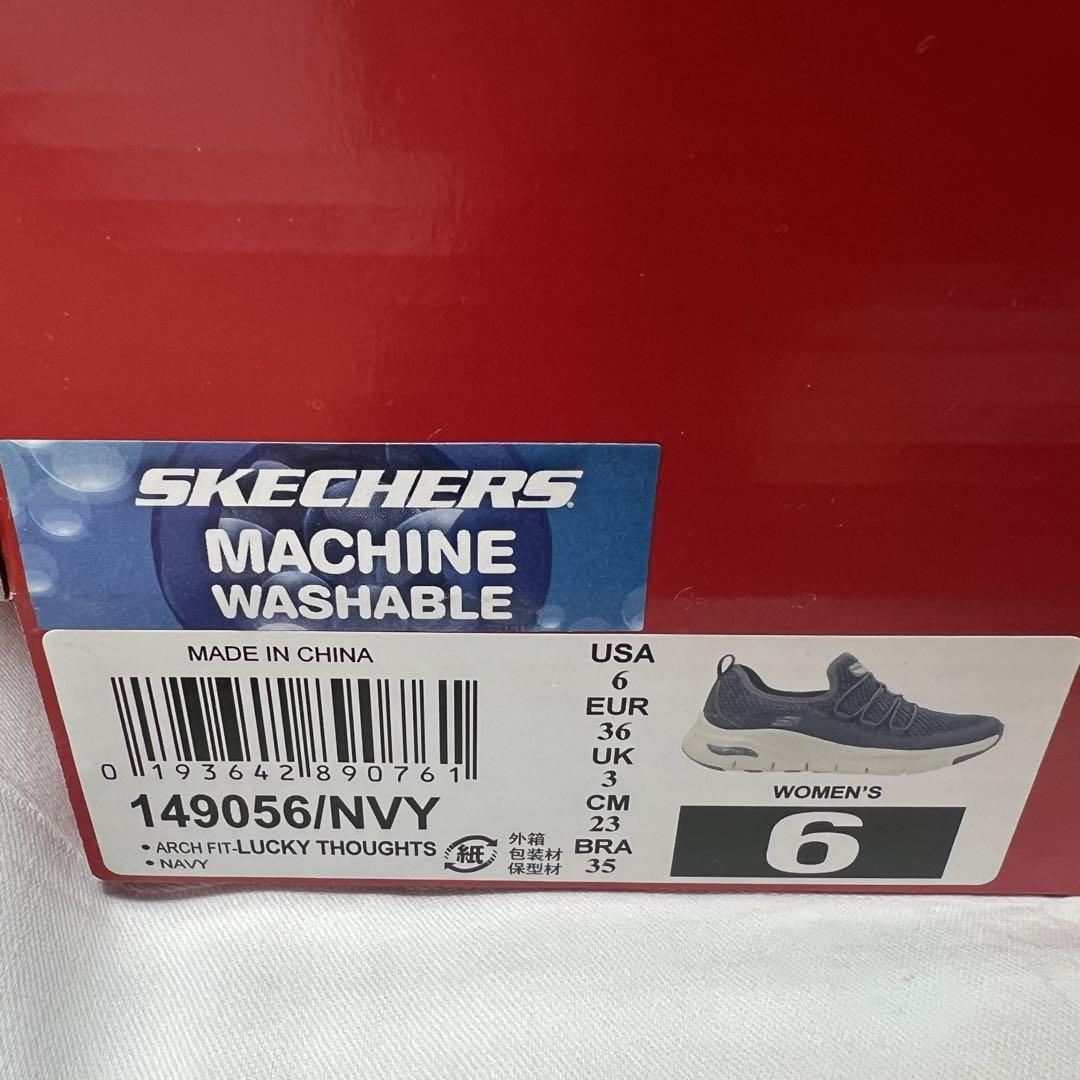 SKECHERS
MACHINE
WASHABLE
MADE IN CHINA
0 193642 890761
149056/NVY
• ARCH FIT-LUCKY THOUGHTS
• NAVY
紙
外箱
包装材
保型材
USA
6
EUR
36
UK
3
CM
23
BRA
35
WOMEN'S
6